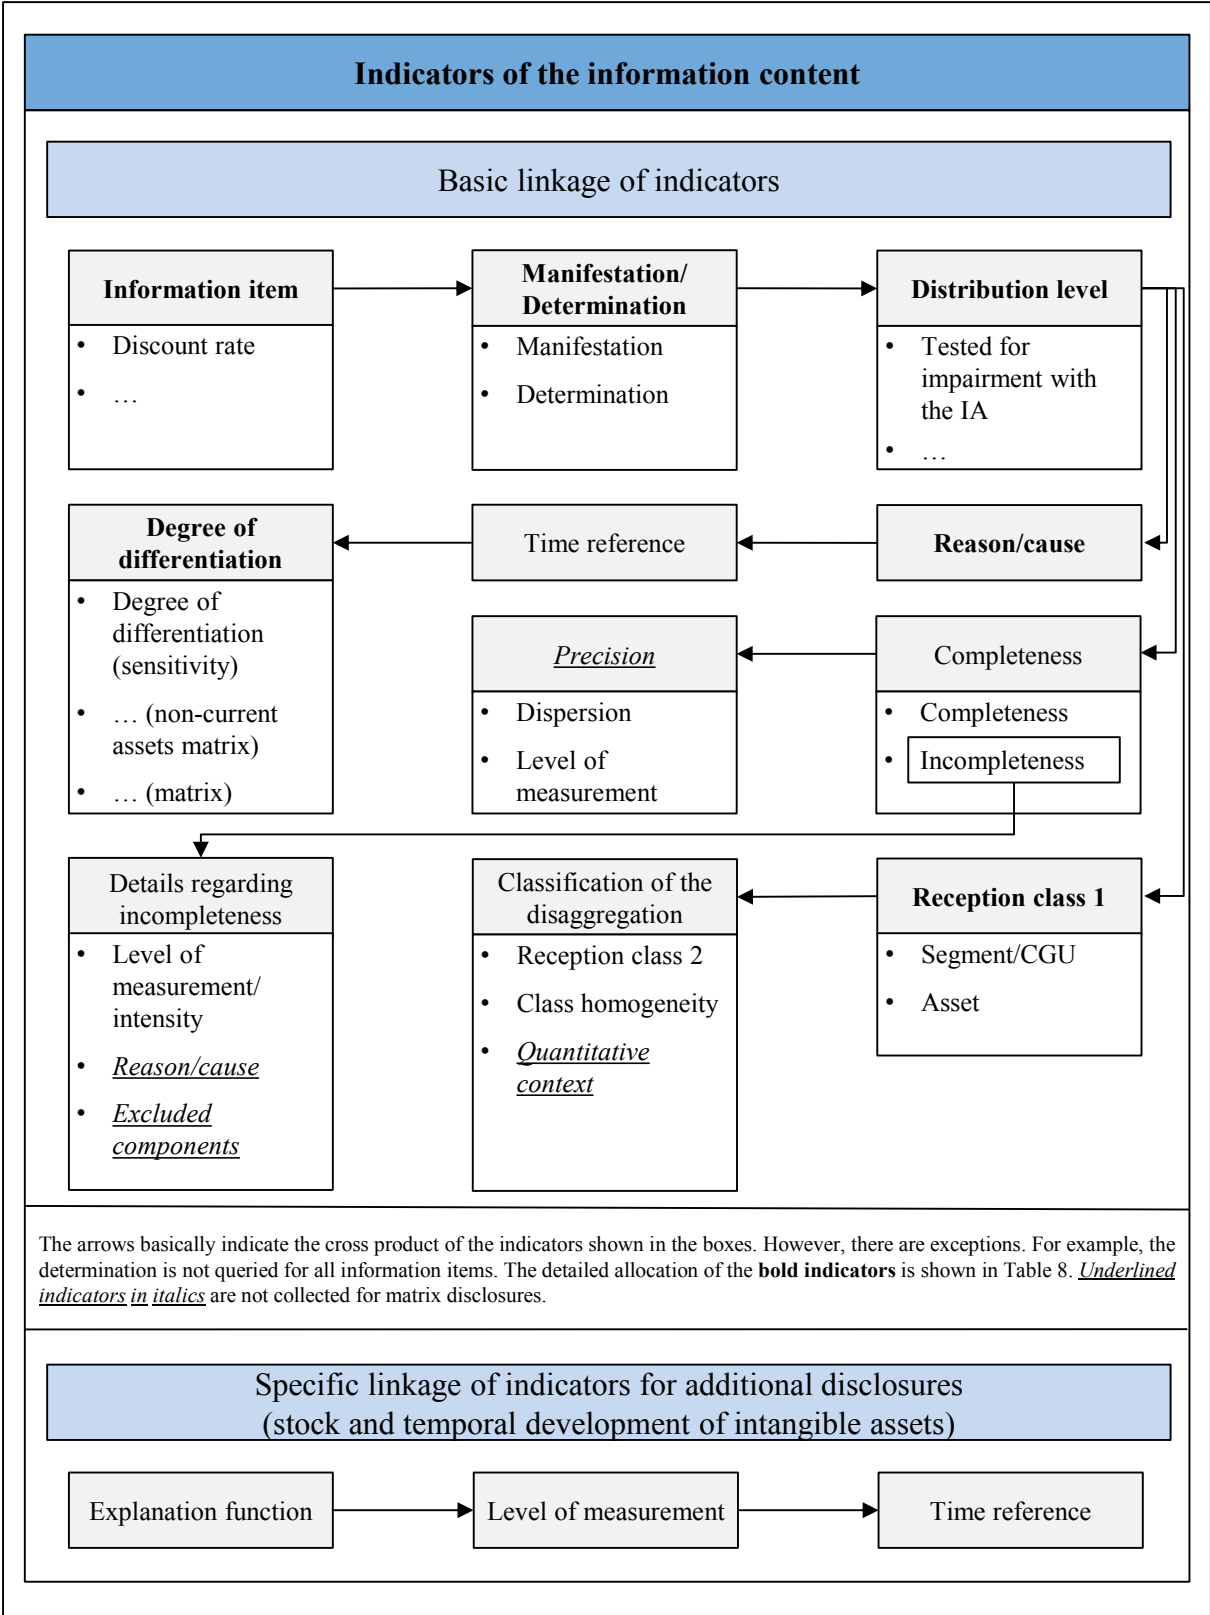 Indicators of the information content
Basic linkage of indicators
Information item
• Discount rate
• …
Manifestation/
Determination
• Manifestation
• Determination
Distribution level
• Tested for
impairment with
the IA
• …
Degree of
differentiation
• Degree of
differentiation
(sensitivity)
• … (non-current
assets matrix)
• … (matrix)
Time reference
Reason/cause
Precision
• Dispersion
• Level of
measurement
Completeness
• Completeness
• Incompleteness
Details regarding
incompleteness
• Level of
measurement/
intensity
• Reason/cause
• Excluded
components
Classification of the
disaggregation
• Reception class 2
• Class homogeneity
• Quantitative
context
Reception class 1
• Segment/CGU
• Asset
The arrows basically indicate the cross product of the indicators shown in the boxes. However, there are exceptions. For example, the
determination is not queried for all information items. The detailed allocation of the bold indicators is shown in Table 8. Underlined
indicators in italics are not collected for matrix disclosures.
Specific linkage of indicators for additional disclosures
(stock and temporal development of intangible assets)
Explanation function
Level of measurement
Time reference